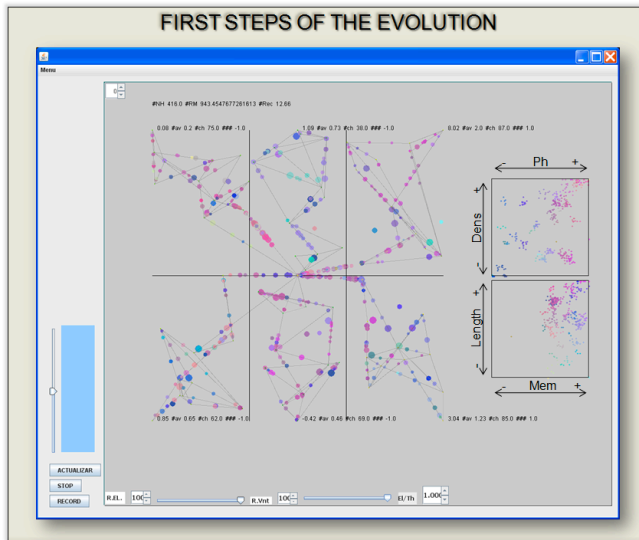 FIRST STEPS OF THE EVOLUTION
Menu
#NH 416.0 #RM 943.4547677261613 #Rec 12.66
0.08 #av 0.2 #ch 75.0 ### -1.0
1.09 #av 0.73 #ch 30.0 ### -1.0
0.02 #av 2.0 #ch 87.0 ### 1.0
- Ph +
- Dens +
- Length +
- Mem +
0.85 #av 0.65 #ch 62.0 ### -1.0
-0.42 #av 0.46 #ch 69.0 ### -1.0
3.04 #av 1.23 #ch 85.0 ### 1.0
ACTUALIZAR
STOP
RECORD
R.EL.
100
R.Vnt
100
El/Th
1.000